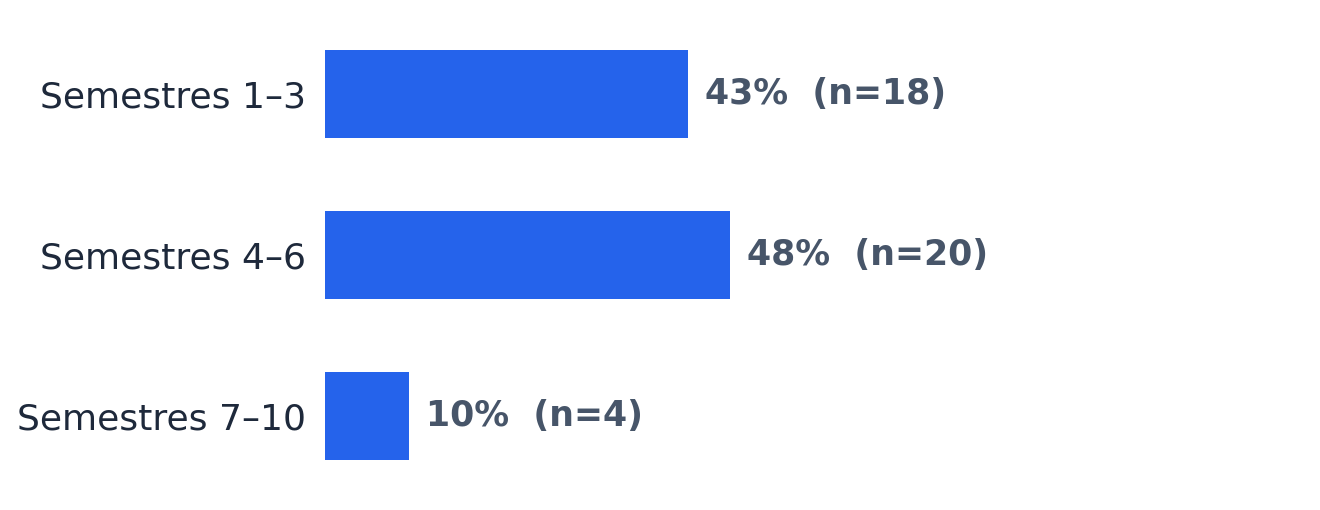 Semestres 1–3 43% (n=18)
Semestres 4–6 48% (n=20)
Semestres 7–10 10% (n=4)